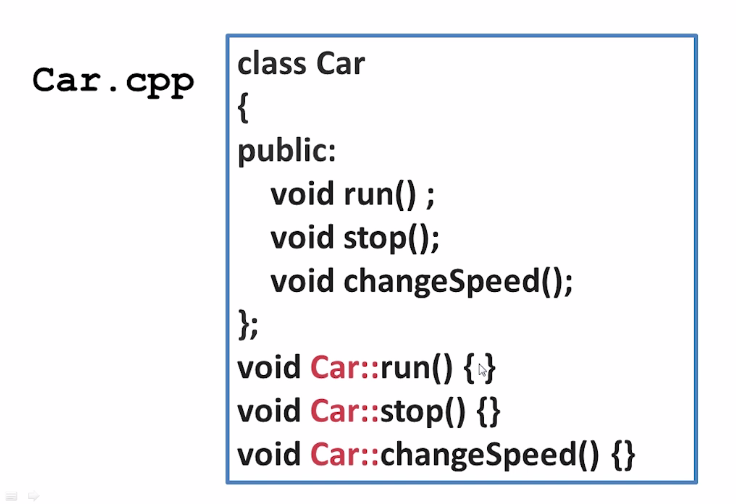 Car.cpp
class Car
{
public:
void run() ;
void stop();
void changeSpeed();
};
void Car::run() { }
void Car::stop() {}
void Car::changeSpeed() {}